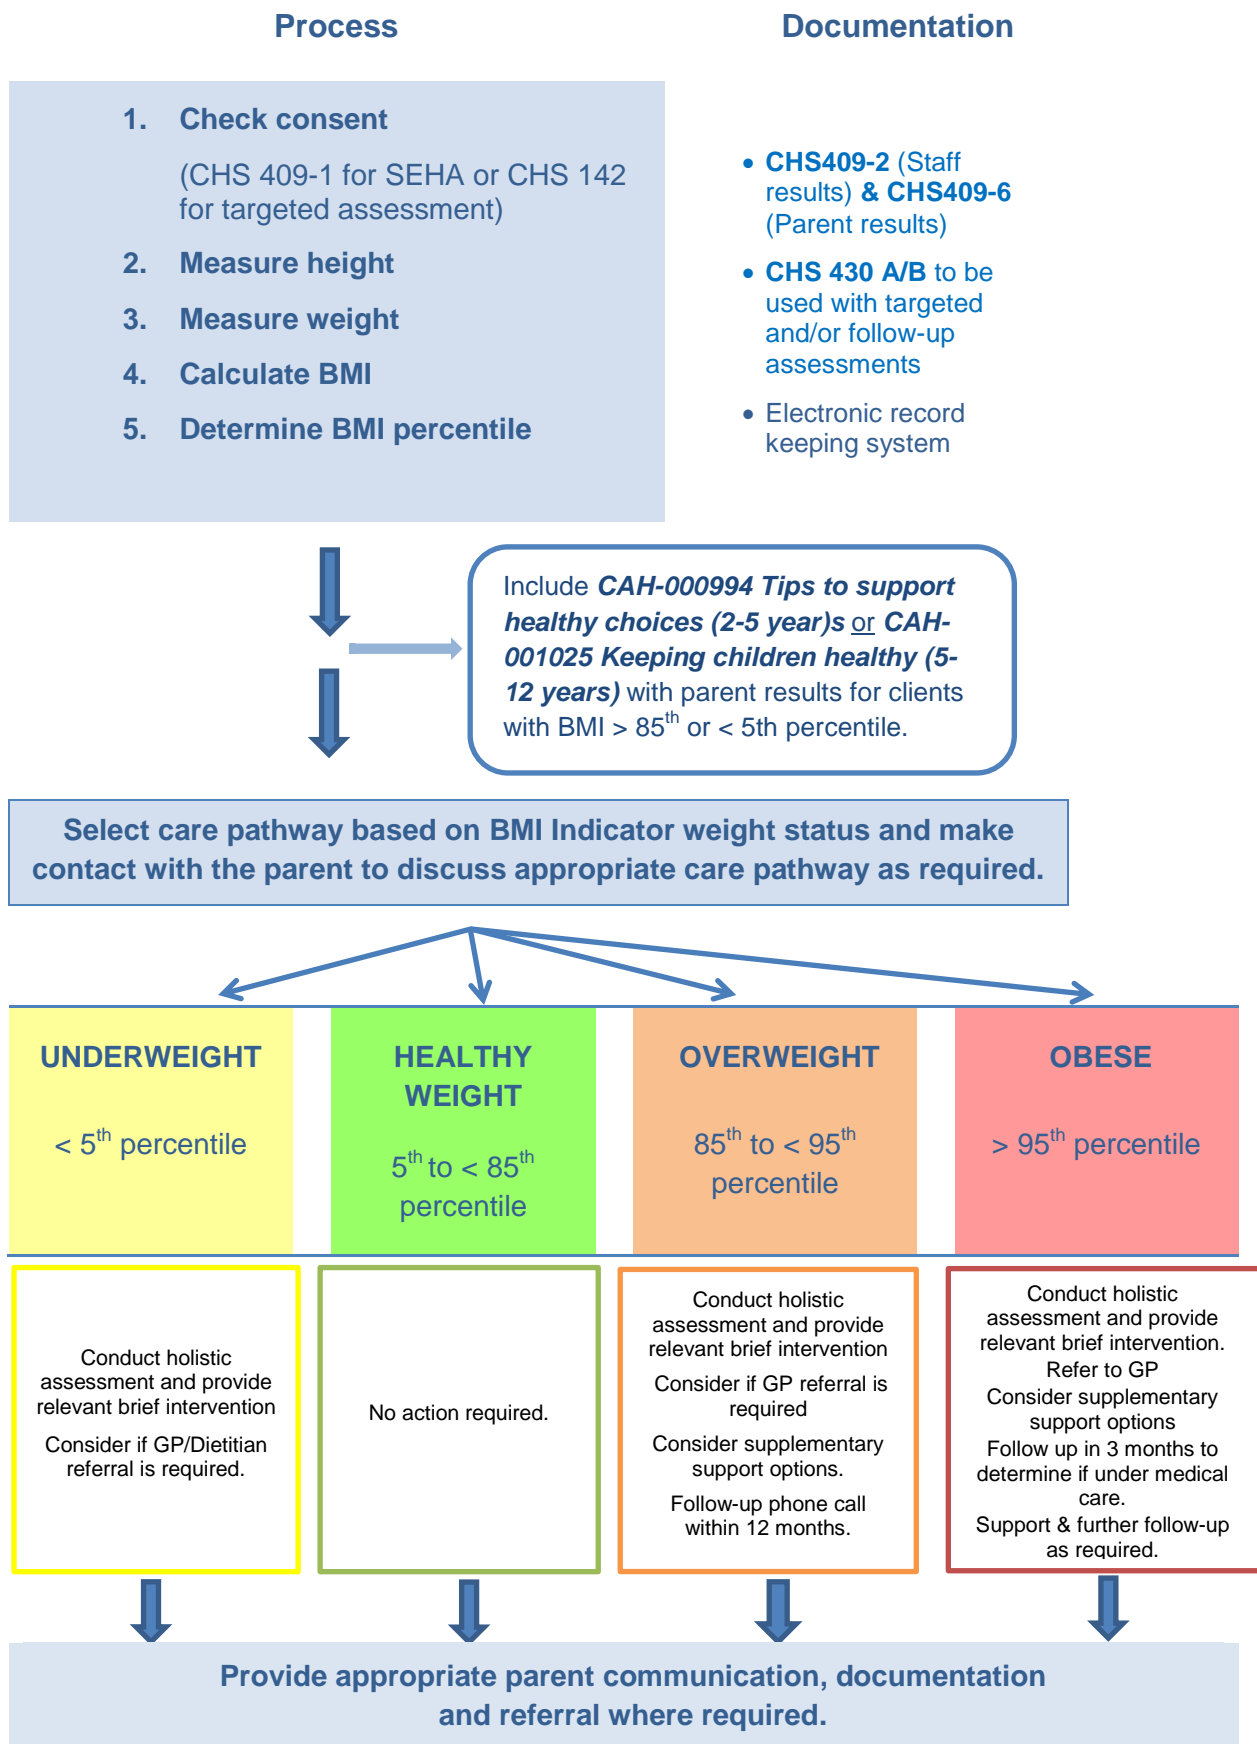 Process
Documentation
1. Check consent
(CHS 409-1 for SEHA or CHS 142
for targeted assessment)
2. Measure height
3. Measure weight
4. Calculate BMI
5. Determine BMI percentile
• CHS409-2 (Staff
results) & CHS409-6
(Parent results)
• CHS 430 A/B to be
used with targeted
and/or follow-up
assessments
• Electronic record
keeping system
Include CAH-000994 Tips to support
healthy choices (2-5 year)s or CAH-
001025 Keeping children healthy (5-
12 years) with parent results for clients
with BMI > 85th or < 5th percentile.
Select care pathway based on BMI Indicator weight status and make
contact with the parent to discuss appropriate care pathway as required.
UNDERWEIGHT
< 5th percentile
HEALTHY
WEIGHT
5th to < 85th
percentile
OVERWEIGHT
85th to < 95th
percentile
OBESE
> 95th percentile
Conduct holistic
assessment and provide
relevant brief intervention
Consider if GP/Dietitian
referral is required.
No action required.
Conduct holistic
assessment and provide
relevant brief intervention
Consider if GP referral is
required
Consider supplementary
support options.
Follow-up phone call
within 12 months.
Conduct holistic
assessment and provide
relevant brief intervention.
Refer to GP
Consider supplementary
support options
Follow up in 3 months to
determine if under medical
care.
Support & further follow-up
as required.
Provide appropriate parent communication, documentation
and referral where required.